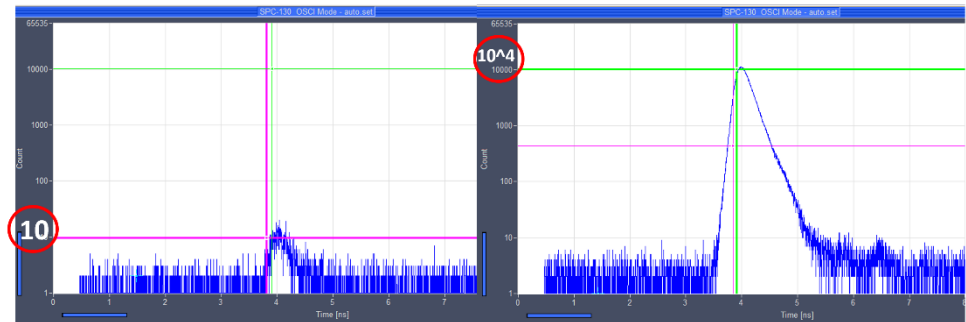 SPC-130 OSCI Mode - auto.set
65535-
10000-
1000-
100-
10
1-
Count
0 1 2 3 4 5 6 7
Time [ns]
SPC-130 OSCI Mode - auto.set
65535-
10^4
10000-
1000-
100-
10-
1-
Count
0 1 2 3 4 5 6 7 8
Time [ns]